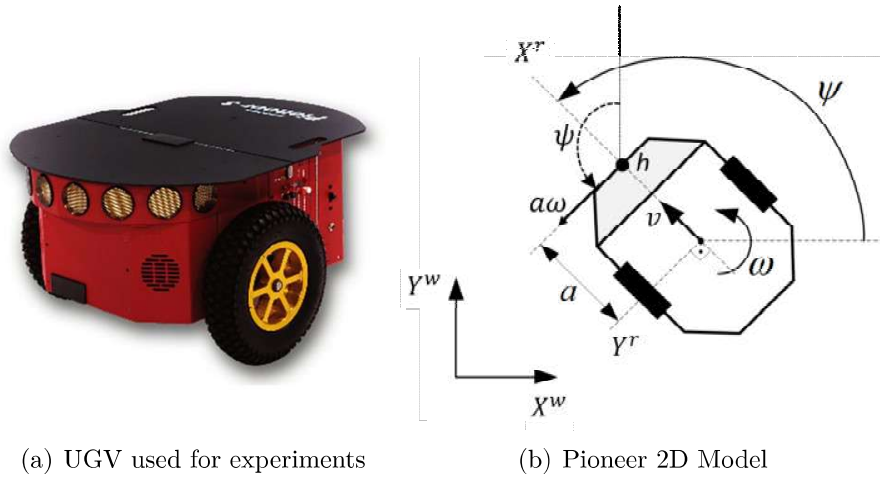 X^r
ψ
ψ
h
aω
v
ω
a
Y^w
Y^r
X^w
(a) UGV used for experiments
(b) Pioneer 2D Model